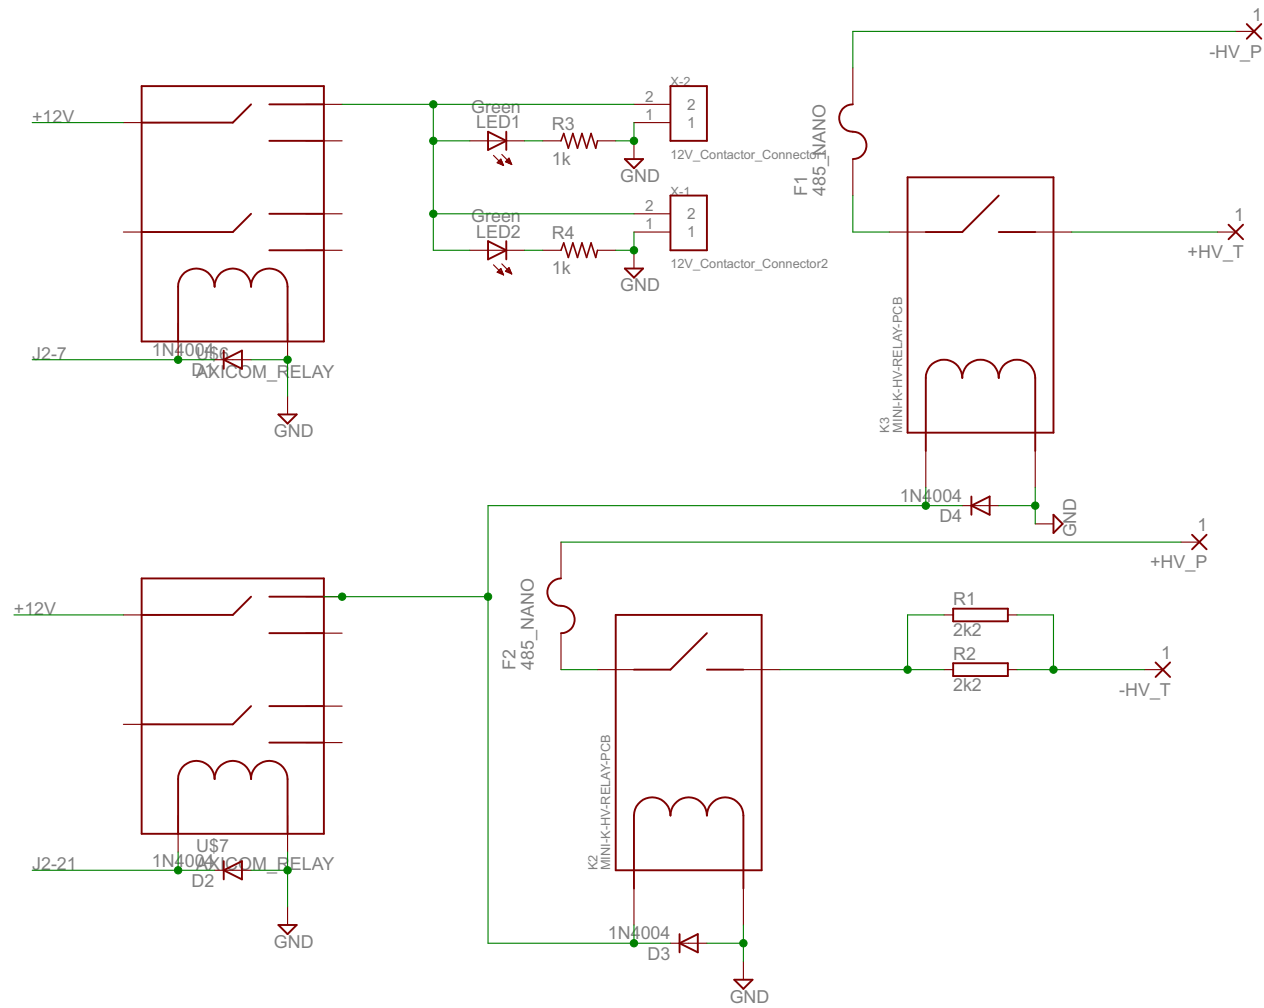 1
-HV_P
X-2
+12V
Green
LED1
R3
1k
2
1
2
1
12V_Contactor_Connector1
GND
F1
485_NANO
X-1
Green
LED2
R4
1k
2
1
2
1
12V_Contactor_Connector2
GND
1
+HV_T
K3
MINI-K-HV-RELAY-PCB
J2-7
1N4004
D1
U$6
AXICOM_RELAY
GND
1N4004
D4
GND
1
+HV_P
+12V
F2
485_NANO
R1
2k2
R2
2k2
1
-HV_T
K2
MINI-K-HV-RELAY-PCB
J2-21
1N4004
D2
U$7
AXICOM_RELAY
GND
1N4004
D3
GND